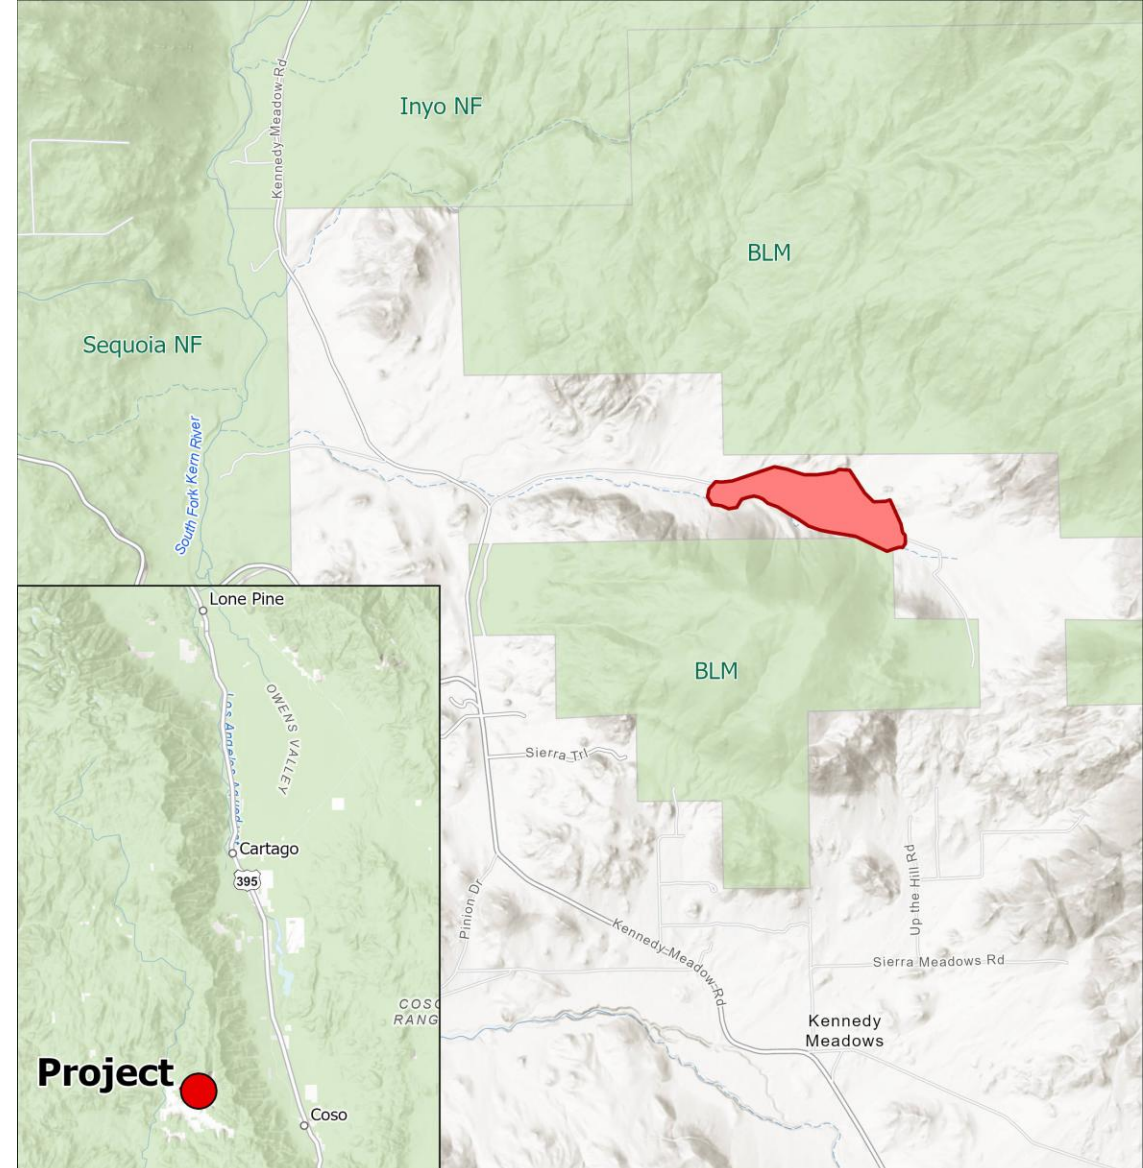 Kennedy-Meadow-Rd
Inyo NF
BLM
Sequoia NF
South Fork Kern River
BLM
Sierra Trl
Pinion Dr
Kennedy-Meadow-Rd
Up the Hill Rd
Sierra Meadows Rd
Kennedy
Meadows
Lone Pine
OWENS VALLEY
Los Angeles
Cartago
395
COSO
RANG
Project
Coso